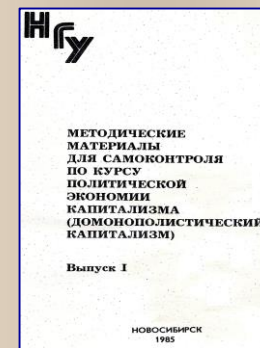 НГУ
МЕТОДИЧЕСКИЕ
МАТЕРИАЛЫ
ДЛЯ САМОКОНТРОЛЯ
ПО КУРСУ
ПОЛИТИЧЕСКОЙ
ЭКОНОМИИ
КАПИТАЛИЗМА
(ДОМОНОПОЛИСТИЧЕСКИЙ
КАПИТАЛИЗМ)
Выпуск I
НОВОСИБИРСК
1985